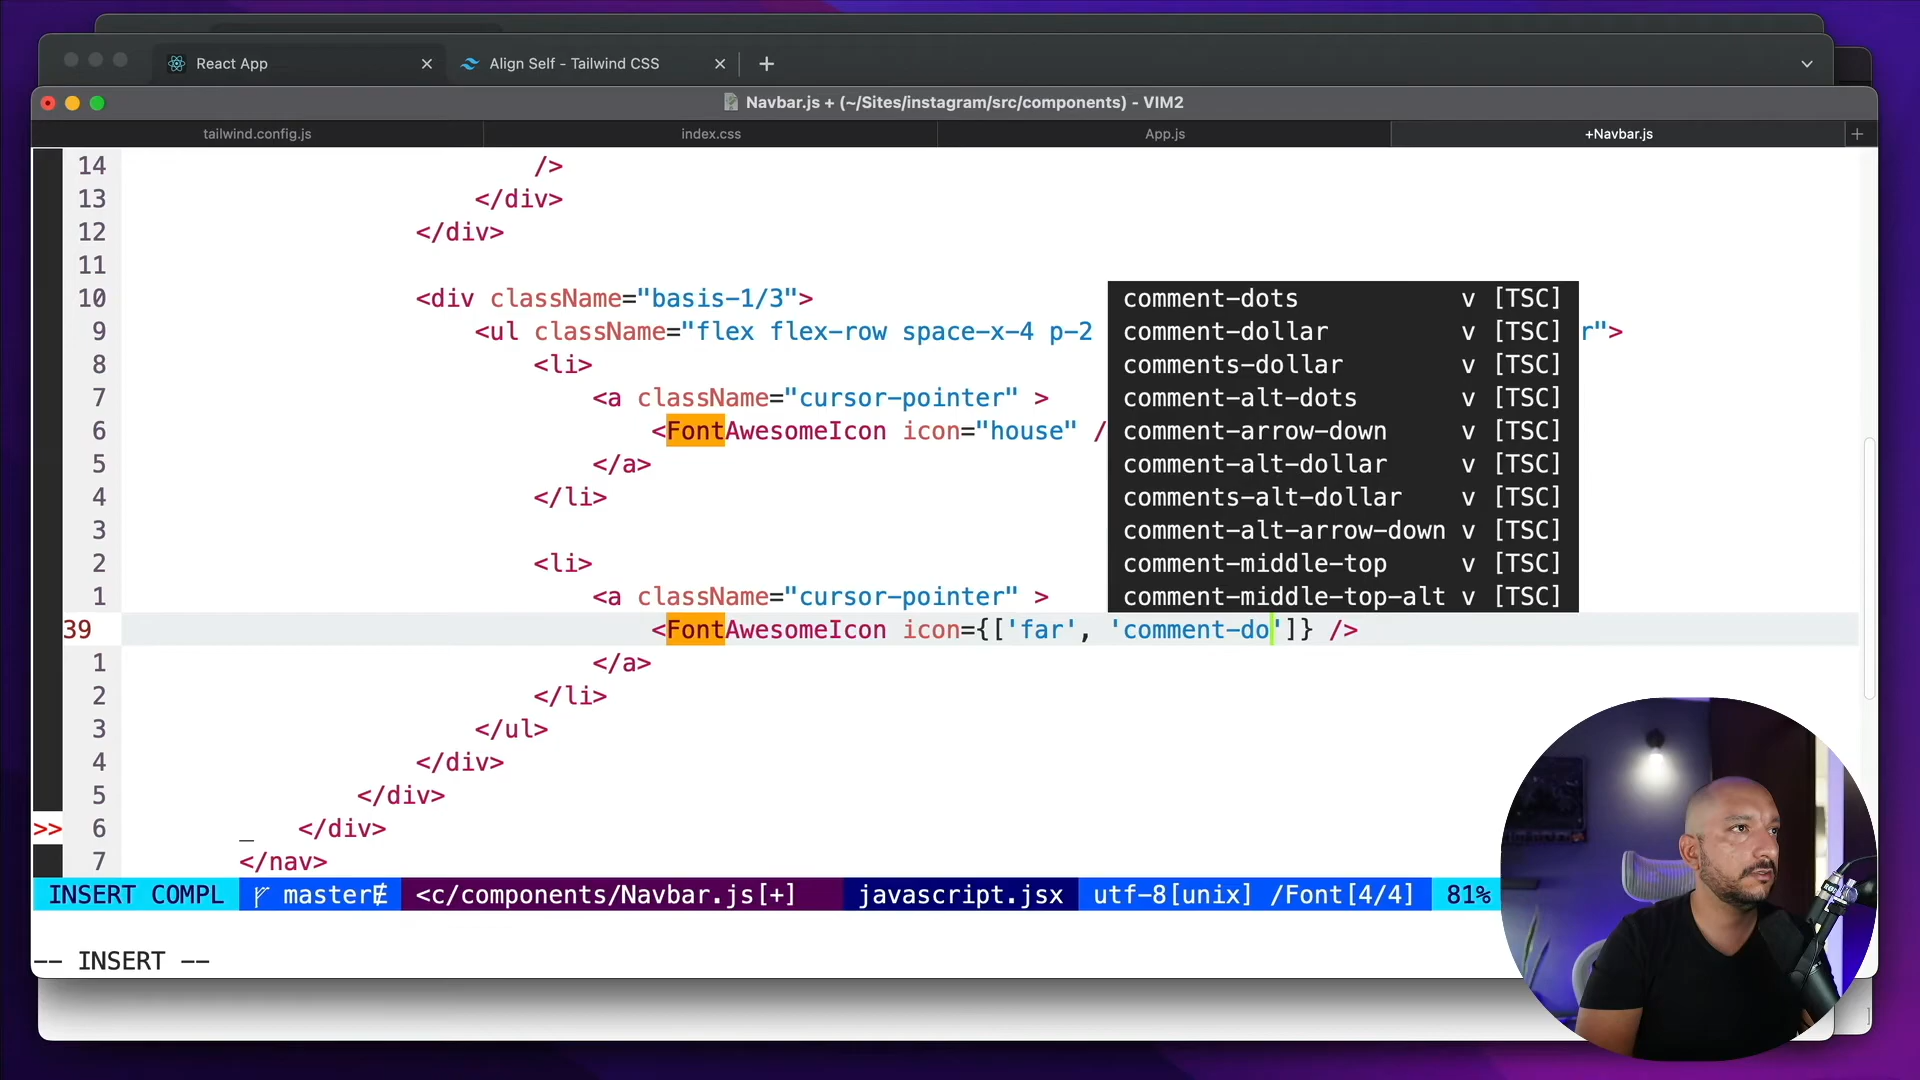 React App
Align Self - Tailwind CSS
Navbar.js + (~/Sites/instagram/src/components) - VIM2
tailwind.config.js
index.css
App.js
+Navbar.js
14 />
13 </div>
12 </div>
11
10 <div className="basis-1/3">
9 <ul className="flex flex-row space-x-4 p-2 r">
8 <li>
7 <a className="cursor-pointer" >
6 <FontAwesomeIcon icon="house" /
5 </a>
4 </li>
3
2 <li>
1 <a className="cursor-pointer" >
39 <FontAwesomeIcon icon={['far', 'comment-do']} />
1 </a>
2 </li>
3 </ul>
4 </div>
5 </div>
>> 6 _ </div>
7 </nav>
comment-dots v [TSC]
comment-dollar v [TSC]
comments-dollar v [TSC]
comment-alt-dots v [TSC]
comment-arrow-down v [TSC]
comment-alt-dollar v [TSC]
comments-alt-dollar v [TSC]
comment-alt-arrow-down v [TSC]
comment-middle-top v [TSC]
comment-middle-top-alt v [TSC]
INSERT COMPL master <c/components/Navbar.js[+] javascript.jsx utf-8[unix] /Font[4/4] 81%
-- INSERT --